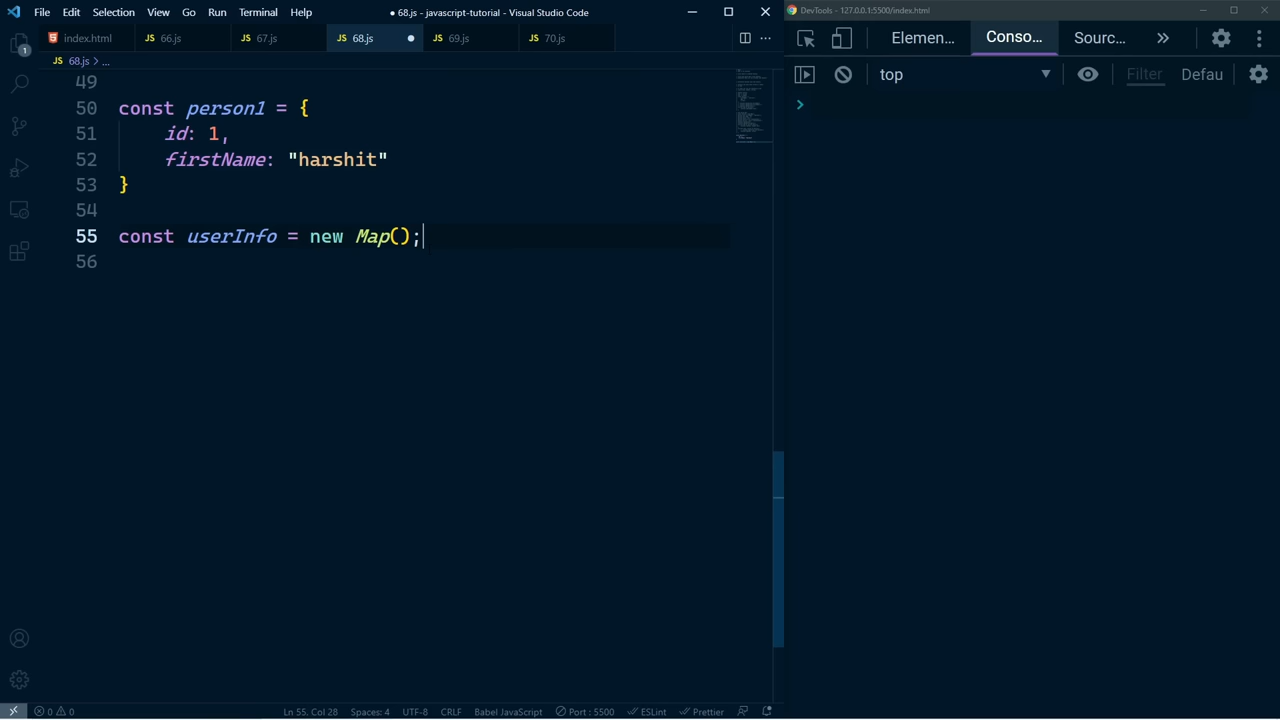 File Edit Selection View Go Run Terminal Help ● 68.js - javascript-tutorial - Visual Studio Code
DevTools - 127.0.0.1:5500/index.html
index.html JS 66.js JS 67.js JS 68.js JS 69.js JS 70.js
Elemen... Conso... Sourc...
JS 68.js > ...
top Filter Defau
49
50 const person1 = {
51 id: 1,
52 firstName: "harshit"
53 }
54
55 const userInfo = new Map();
56
1
0 0 Ln 55, Col 28 Spaces: 4 UTF-8 CRLF Babel JavaScript Port : 5500 ESLint Prettier